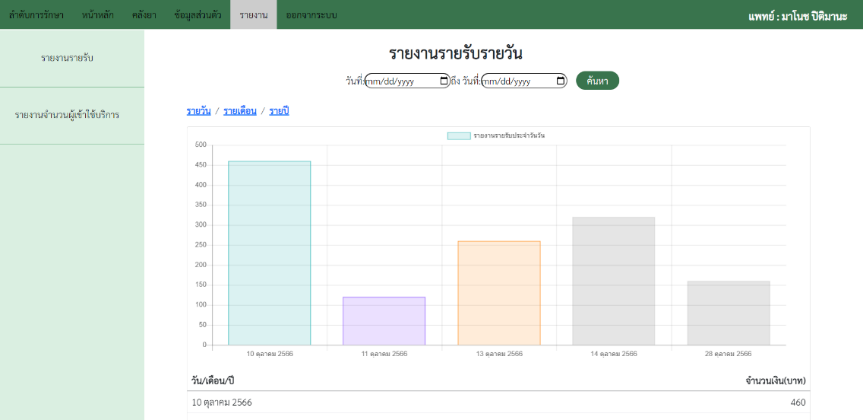 ลำดับการรักษา หน้าหลัก คลังยา ข้อมูลส่วนตัว รายงาน ออกจากระบบ แพทย์ : มาโนช ปิติมานะ
รายงานรายรับ
รายงานจำนวนผู้เข้าใช้บริการ
รายงานรายรับรายวัน
วันที่: mm/dd/yyyy ถึง วันที่: mm/dd/yyyy ค้นหา
รายวัน / รายเดือน / รายปี
รายงานรายรับประจำวันวัน
500
450
400
350
300
250
200
150
100
50
0
10 ตุลาคม 2566 11 ตุลาคม 2566 13 ตุลาคม 2566 14 ตุลาคม 2566 28 ตุลาคม 2566
วัน/เดือน/ปี จำนวนเงิน(บาท)
10 ตุลาคม 2566 460